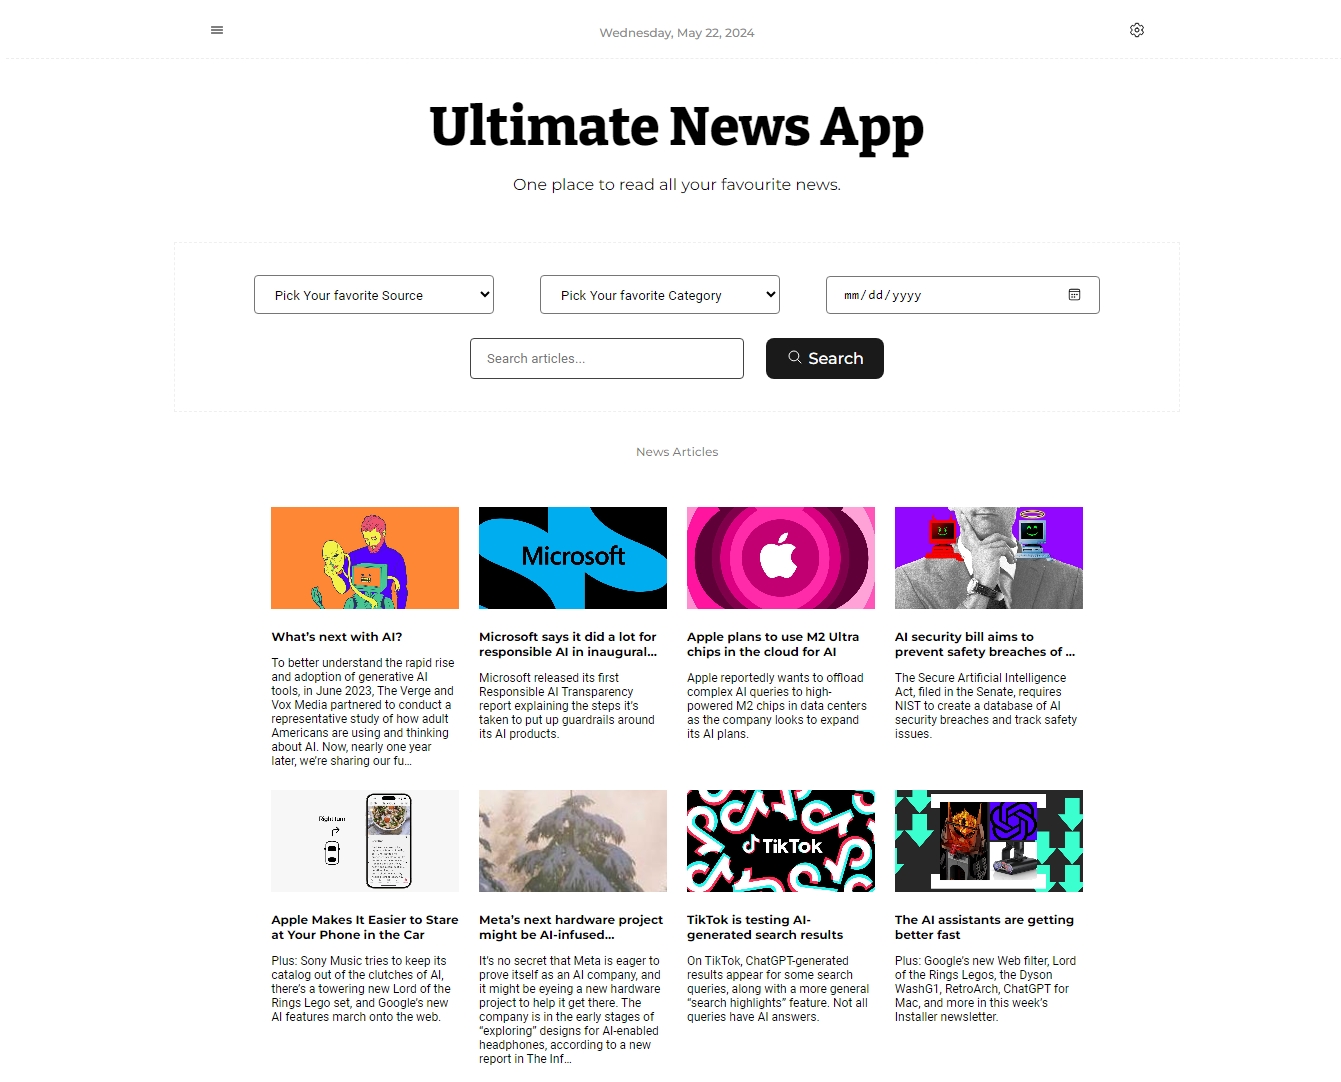 Wednesday, May 22, 2024
Ultimate News App
One place to read all your favourite news.
Pick Your favorite Source
Pick Your favorite Category
mm/dd/yyyy
Search articles...
Search
News Articles
Microsoft
What's next with AI?
To better understand the rapid rise
and adoption of generative AI
tools, in June 2023, The Verge and
Vox Media partnered to conduct a
representative study of how adult
Americans are using and thinking
about AI. Now, nearly one year
later, we're sharing our fu...
Microsoft says it did a lot for
responsible AI in inaugural...
Microsoft released its first
Responsible AI Transparency
report explaining the steps it's
taken to put up guardrails around
its AI products.
Apple plans to use M2 Ultra
chips in the cloud for AI
Apple reportedly wants to offload
complex AI queries to high-
powered M2 chips in data centers
as the company looks to expand
its AI plans.
AI security bill aims to
prevent safety breaches of ...
The Secure Artificial Intelligence
Act, filed in the Senate, requires
NIST to create a database of AI
security breaches and track safety
issues.
Right turn
Apple Makes It Easier to Stare
at Your Phone in the Car
Plus: Sony Music tries to keep its
catalog out of the clutches of AI,
there's a towering new Lord of the
Rings Lego set, and Google's new
AI features march onto the web.
Meta's next hardware project
might be AI-infused...
It's no secret that Meta is eager to
prove itself as an AI company, and
it might be eyeing a new hardware
project to help it get there. The
company is in the early stages of
“exploring” designs for AI-enabled
headphones, according to a new
report in The Inf...
TikTok
TikTok is testing AI-
generated search results
On TikTok, ChatGPT-generated
results appear for some search
queries, along with a more general
“search highlights” feature. Not all
queries have AI answers.
The AI assistants are getting
better fast
Plus: Google's new Web filter, Lord
of the Rings Legos, the Dyson
WashG1, RetroArch, ChatGPT for
Mac, and more in this week's
Installer newsletter.